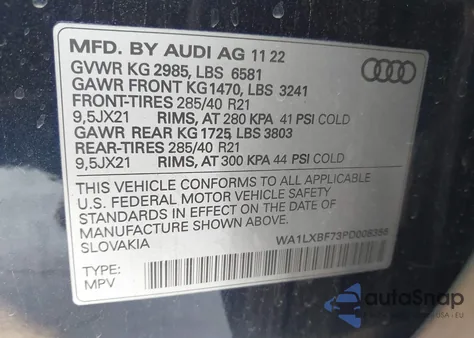 MFD. BY AUDI AG 11 22
GVWR KG 2985, LBS 6581
GAWR FRONT KG1470, LBS 3241
FRONT-TIRES 285/40 R21
9,5JX21 RIMS, AT 280 KPA 41 PSI COLD
GAWR REAR KG 1725, LBS 3803
REAR-TIRES 285/40 R21
9,5JX21 RIMS, AT 300 KPA 44 PSI COLD
THIS VEHICLE CONFORMS TO ALL APPLICABLE
U.S. FEDERAL MOTOR VEHICLE SAFETY
STANDARDS IN EFFECT ON THE DATE OF
MANUFACTURE SHOWN ABOVE.
SLOVAKIA WA1LXBF73PD008358
TYPE:
MPV
autoSnap